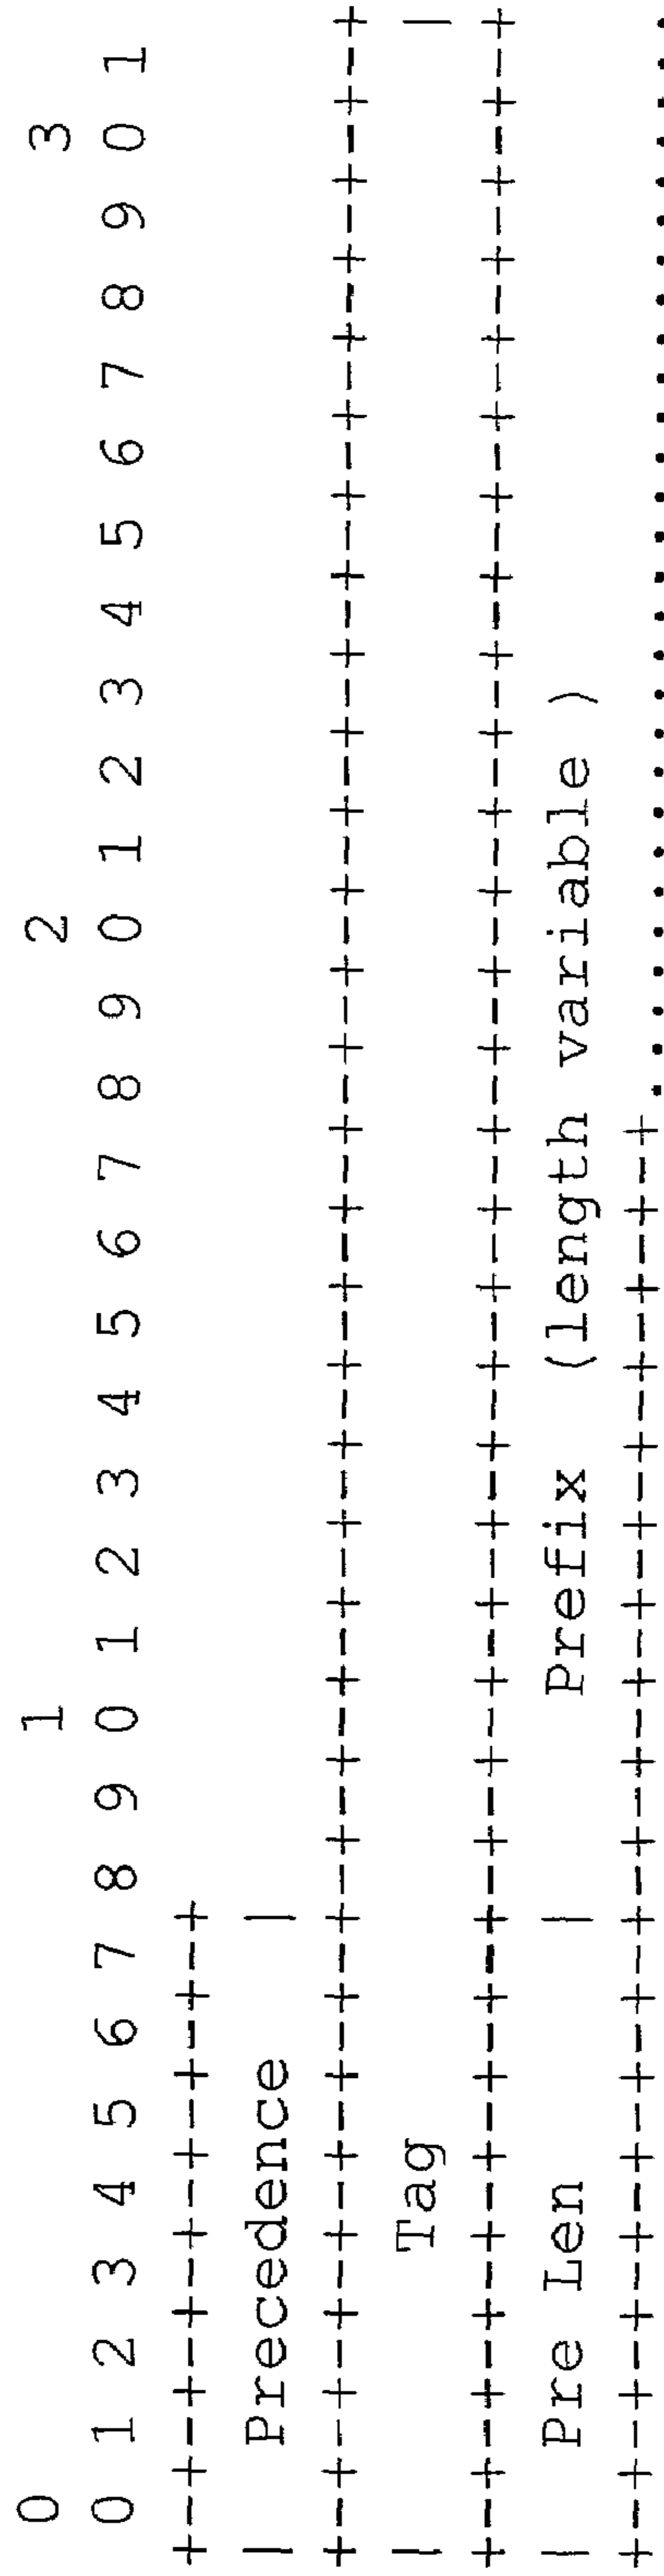 0                   1                   2                   3
0 1 2 3 4 5 6 7 8 9 0 1 2 3 4 5 6 7 8 9 0 1 2 3 4 5 6 7 8 9 0 1
+-+-+-+-+-+-+-+-+
| Precedence |
+-+-+-+-+-+-+-+-+-+-+-+-+-+-+-+-+-+-+-+-+-+-+-+-+-+-+-+-+-+-+-+-+
| Tag |
+-+-+-+-+-+-+-+-+-+-+-+-+-+-+-+-+-+-+-+-+-+-+-+-+-+-+-+-+-+-+-+-+
| Pre Len | Prefix (length variable )
+-+-+-+-+-+-+-+-+-+-+-+-+-+-+-+-+-+-+............................